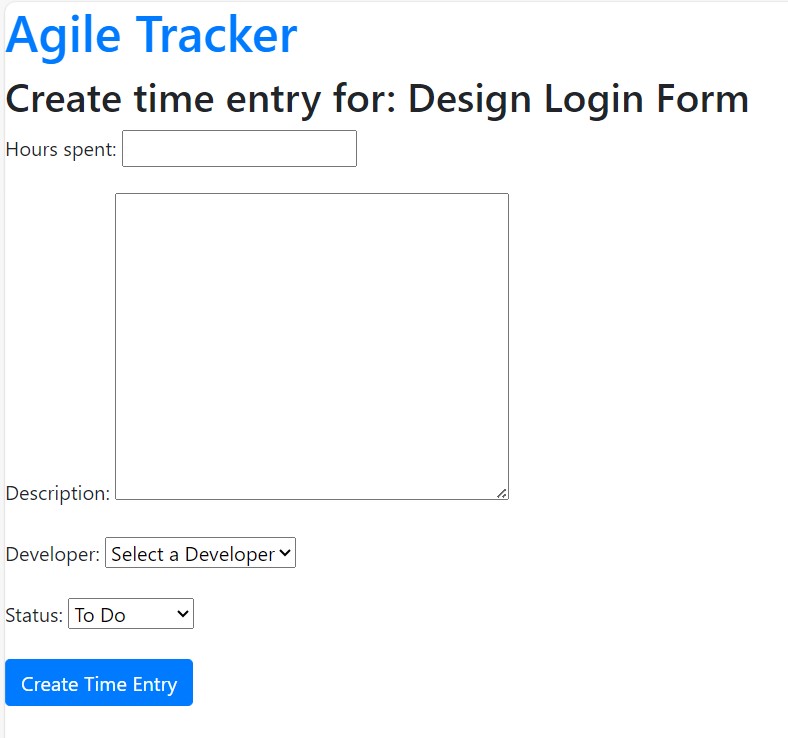 Agile Tracker
Create time entry for: Design Login Form
Hours spent:
Description:
Developer: Select a Developer
Status: To Do
Create Time Entry